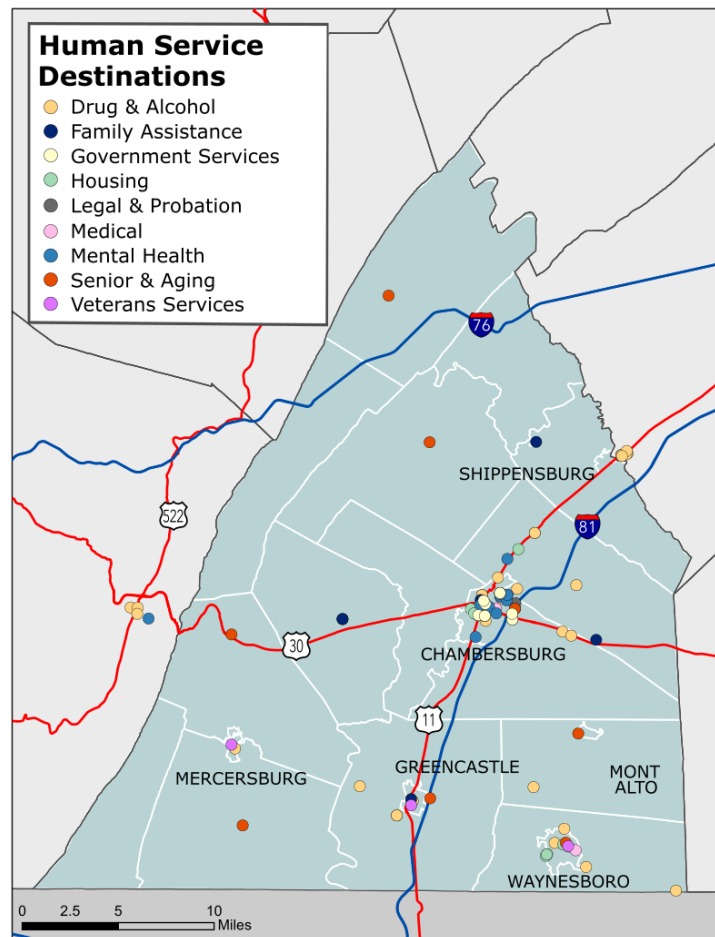 Human Service
Destinations
Drug & Alcohol
Family Assistance
Government Services
Housing
Legal & Probation
Medical
Mental Health
Senior & Aging
Veterans Services
76
SHIPPENSBURG
522
81
30
CHAMBERSBURG
11
MERCERSBURG
GREENCASTLE
MONT
ALTO
WAYNESBORO
0 2.5 5 10
Miles